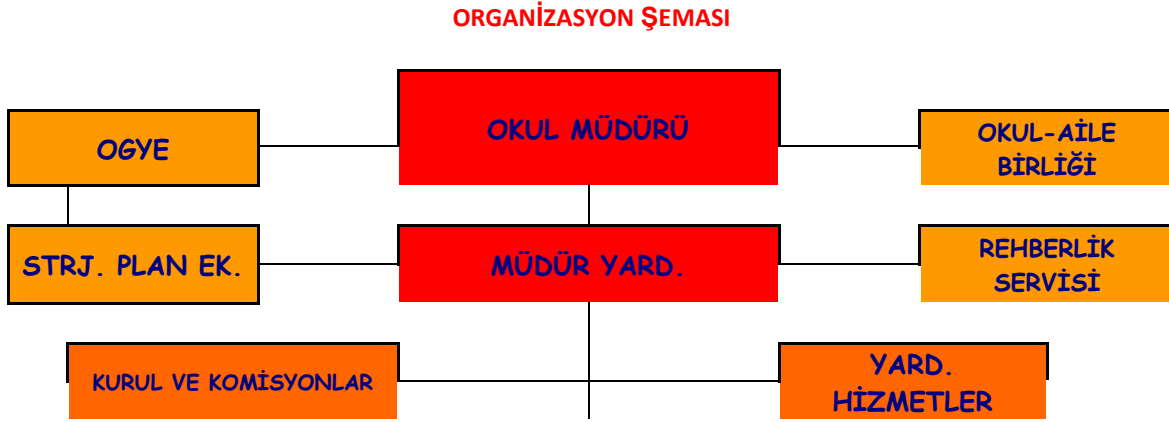 ORGANİZASYON ŞEMASI
OGYE
OKUL MÜDÜRÜ
OKUL-AİLE
BİRLİĞİ
STRJ. PLAN EK.
MÜDÜR YARD.
REHBERLİK
SERVİSİ
KURUL VE KOMİSYONLAR
YARD.
HİZMETLER